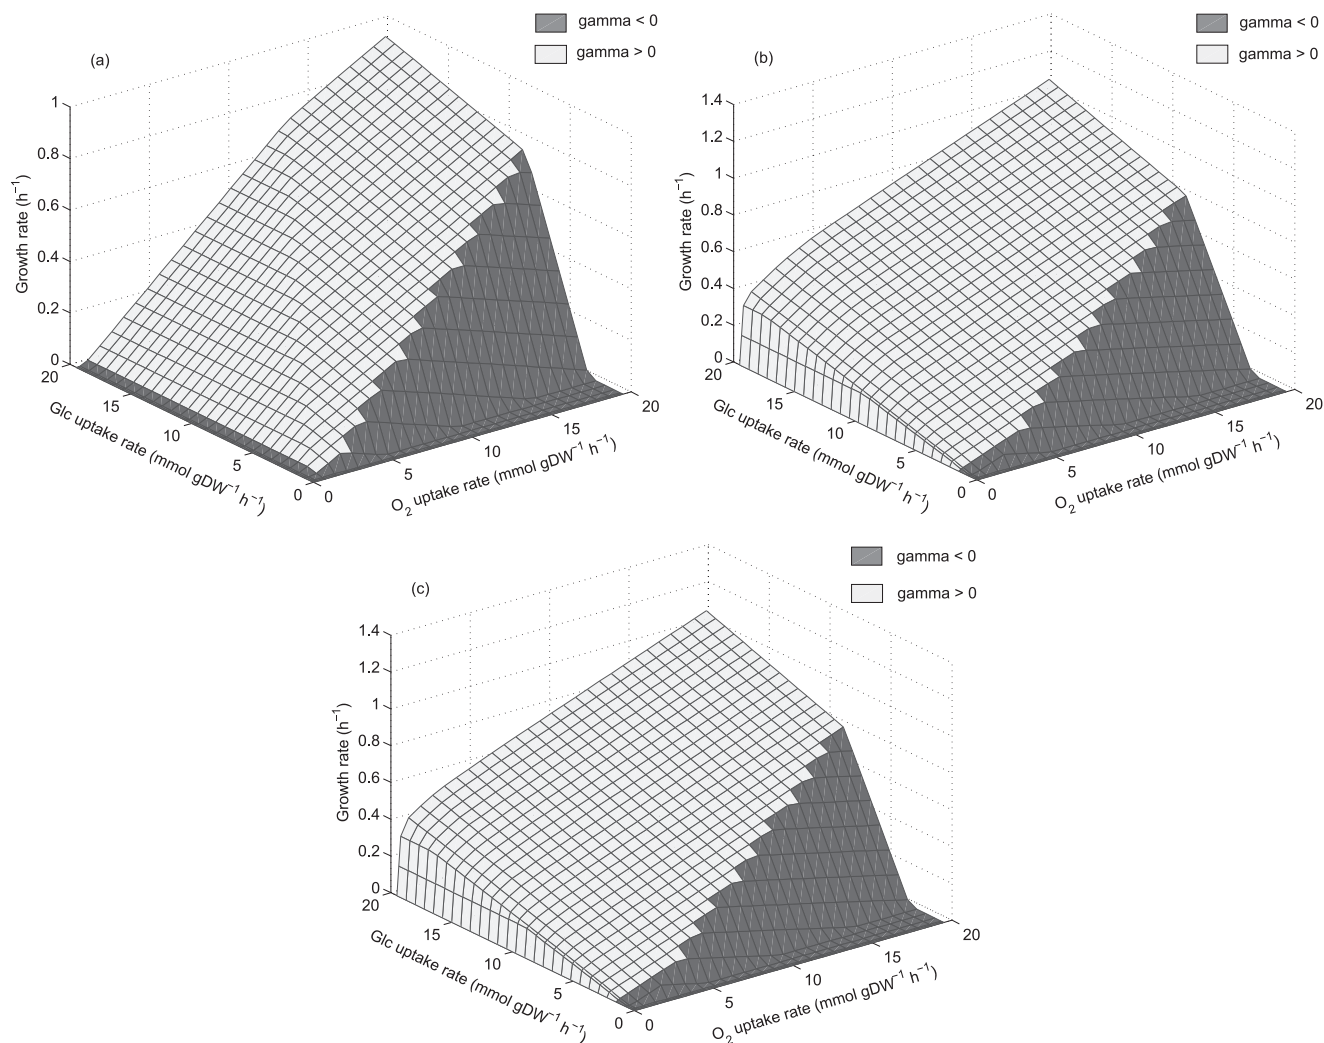 (a)
gamma < 0
gamma > 0
1
0.8
0.6
0.4
0.2
0
Growth rate (h⁻¹)
20
15
10
5
0
Glc uptake rate (mmol gDW⁻¹ h⁻¹)
0
5
10
15
20
O₂ uptake rate (mmol gDW⁻¹ h⁻¹)
(b)
gamma < 0
gamma > 0
1.4
1.2
1
0.8
0.6
0.4
0.2
0
Growth rate (h⁻¹)
20
15
10
5
0
Glc uptake rate (mmol gDW⁻¹ h⁻¹)
0
5
10
15
20
O₂ uptake rate (mmol gDW⁻¹ h⁻¹)
(c)
gamma < 0
gamma > 0
1.4
1.2
1
0.8
0.6
0.4
0.2
0
Growth rate (h⁻¹)
20
15
10
5
0
Glc uptake rate (mmol gDW⁻¹ h⁻¹)
0
5
10
15
20
O₂ uptake rate (mmol gDW⁻¹ h⁻¹)